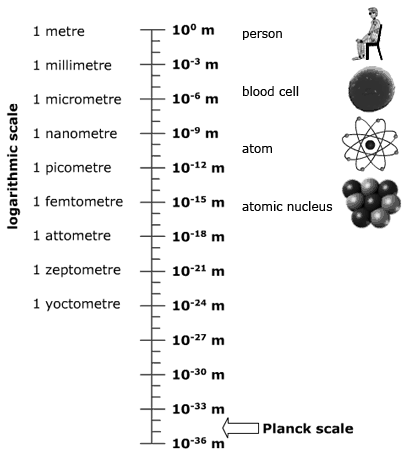 logarithmic scale
1 metre 10⁰ m person
1 millimetre 10⁻³ m
1 micrometre 10⁻⁶ m blood cell
1 nanometre 10⁻⁹ m atom
1 picometre 10⁻¹² m
1 femtometre 10⁻¹⁵ m atomic nucleus
1 attometre 10⁻¹⁸ m
1 zeptometre 10⁻²¹ m
1 yoctometre 10⁻²⁴ m
10⁻²⁷ m
10⁻³⁰ m
10⁻³³ m
Planck scale
10⁻³⁶ m